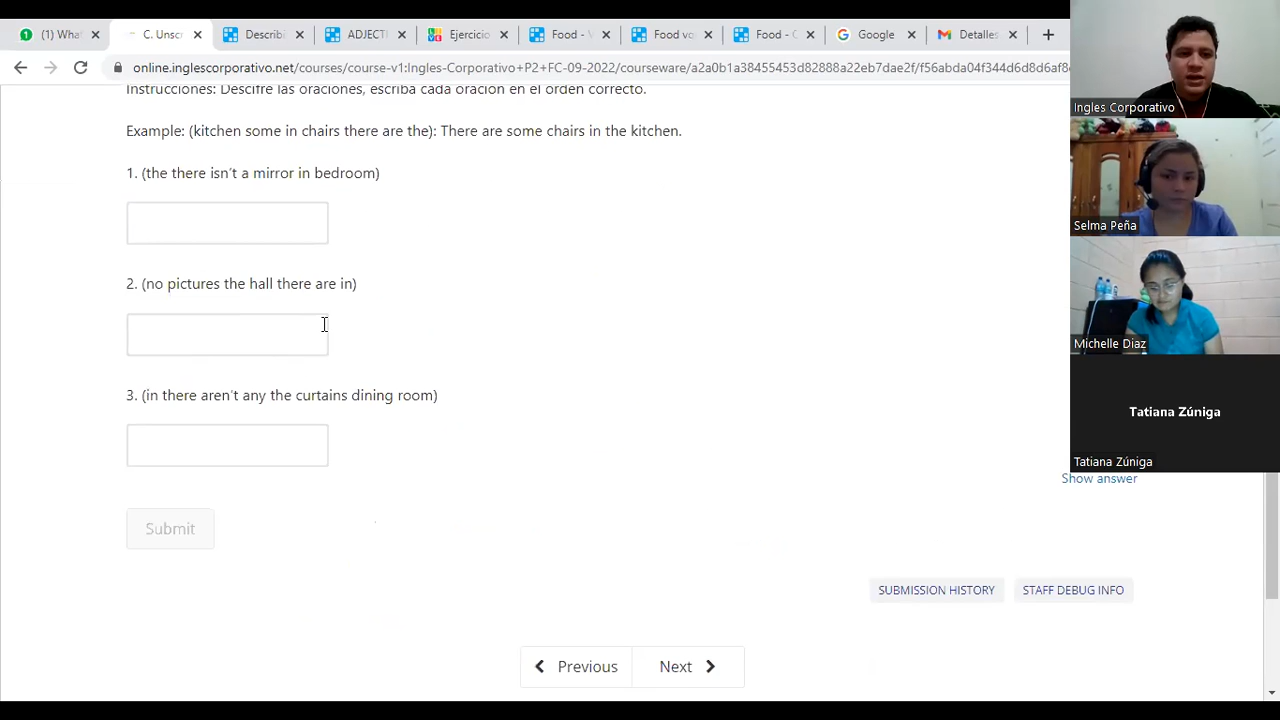 (1) What
C. Unscr
Describi
ADJECTI
Ejercicio
Food - V
Food vo
Food - C
Google
Detalles
online.inglescorporativo.net/courses/course-v1:Ingles-Corporativo+P2+FC-09-2022/courseware/a2a0b1a38455453d82888a22eb7dae2f/f56abda04f344d6d8d6af8
Instrucciones: Descifre las oraciones, escriba cada oración en el orden correcto.
Example: (kitchen some in chairs there are the): There are some chairs in the kitchen.
1. (the there isn't a mirror in bedroom)
2. (no pictures the hall there are in)
3. (in there aren't any the curtains dining room)
Show answer
Submit
SUBMISSION HISTORY
STAFF DEBUG INFO
Previous
Next
Ingles Corporativo
Selma Peña
Michelle Diaz
Tatiana Zúniga
Tatiana Zúniga